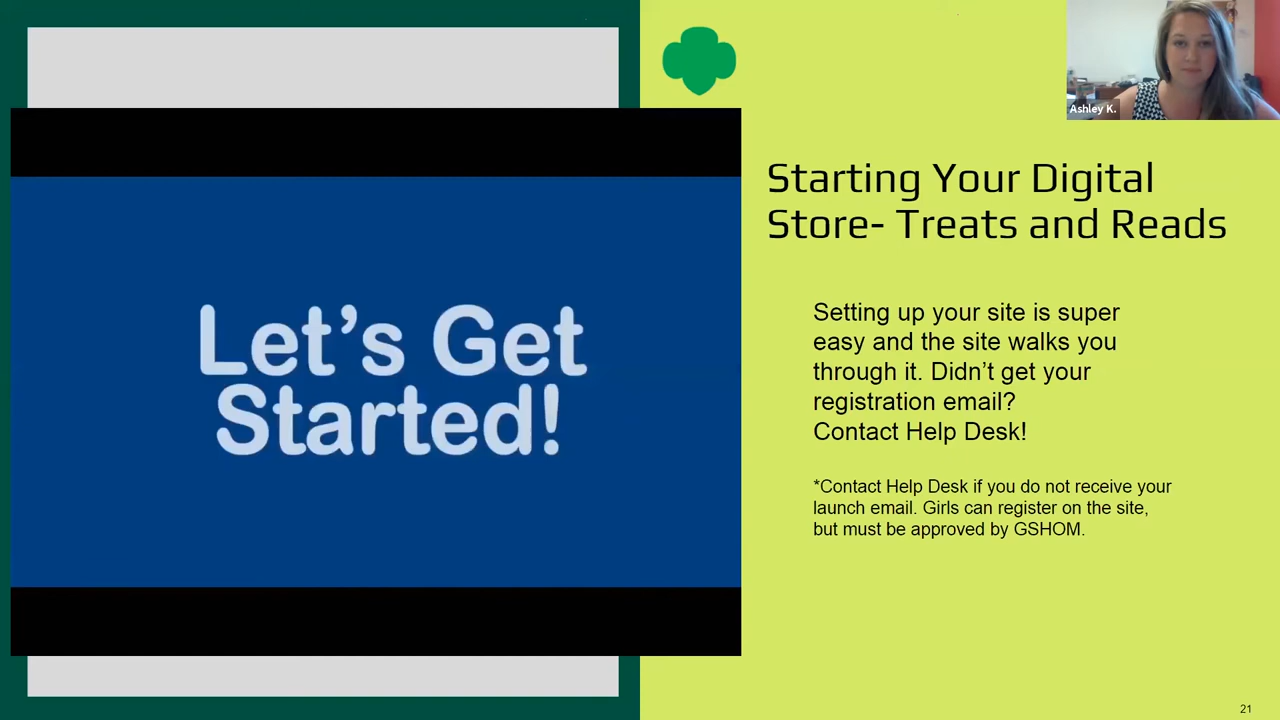 Ashley K.
Starting Your Digital
Store- Treats and Reads
Let's Get
Started!
Setting up your site is super
easy and the site walks you
through it. Didn't get your
registration email?
Contact Help Desk!
*Contact Help Desk if you do not receive your
launch email. Girls can register on the site,
but must be approved by GSHOM.
21